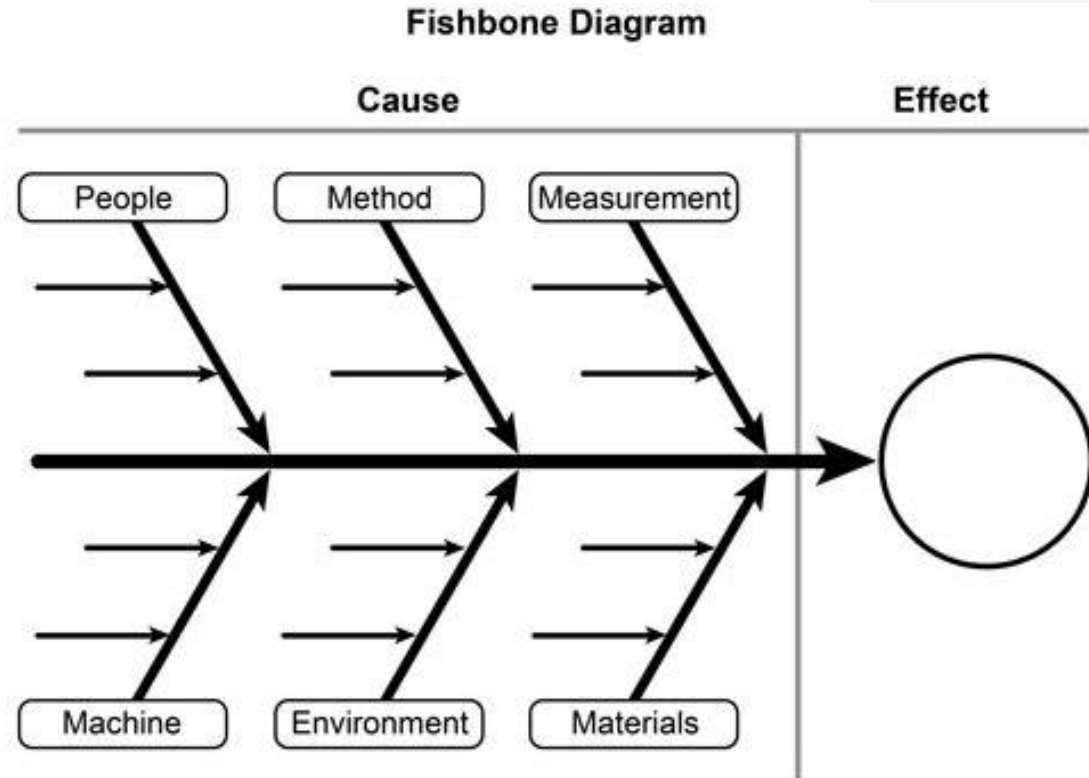 Fishbone Diagram
Cause
Effect
People
Method
Measurement
Machine
Environment
Materials